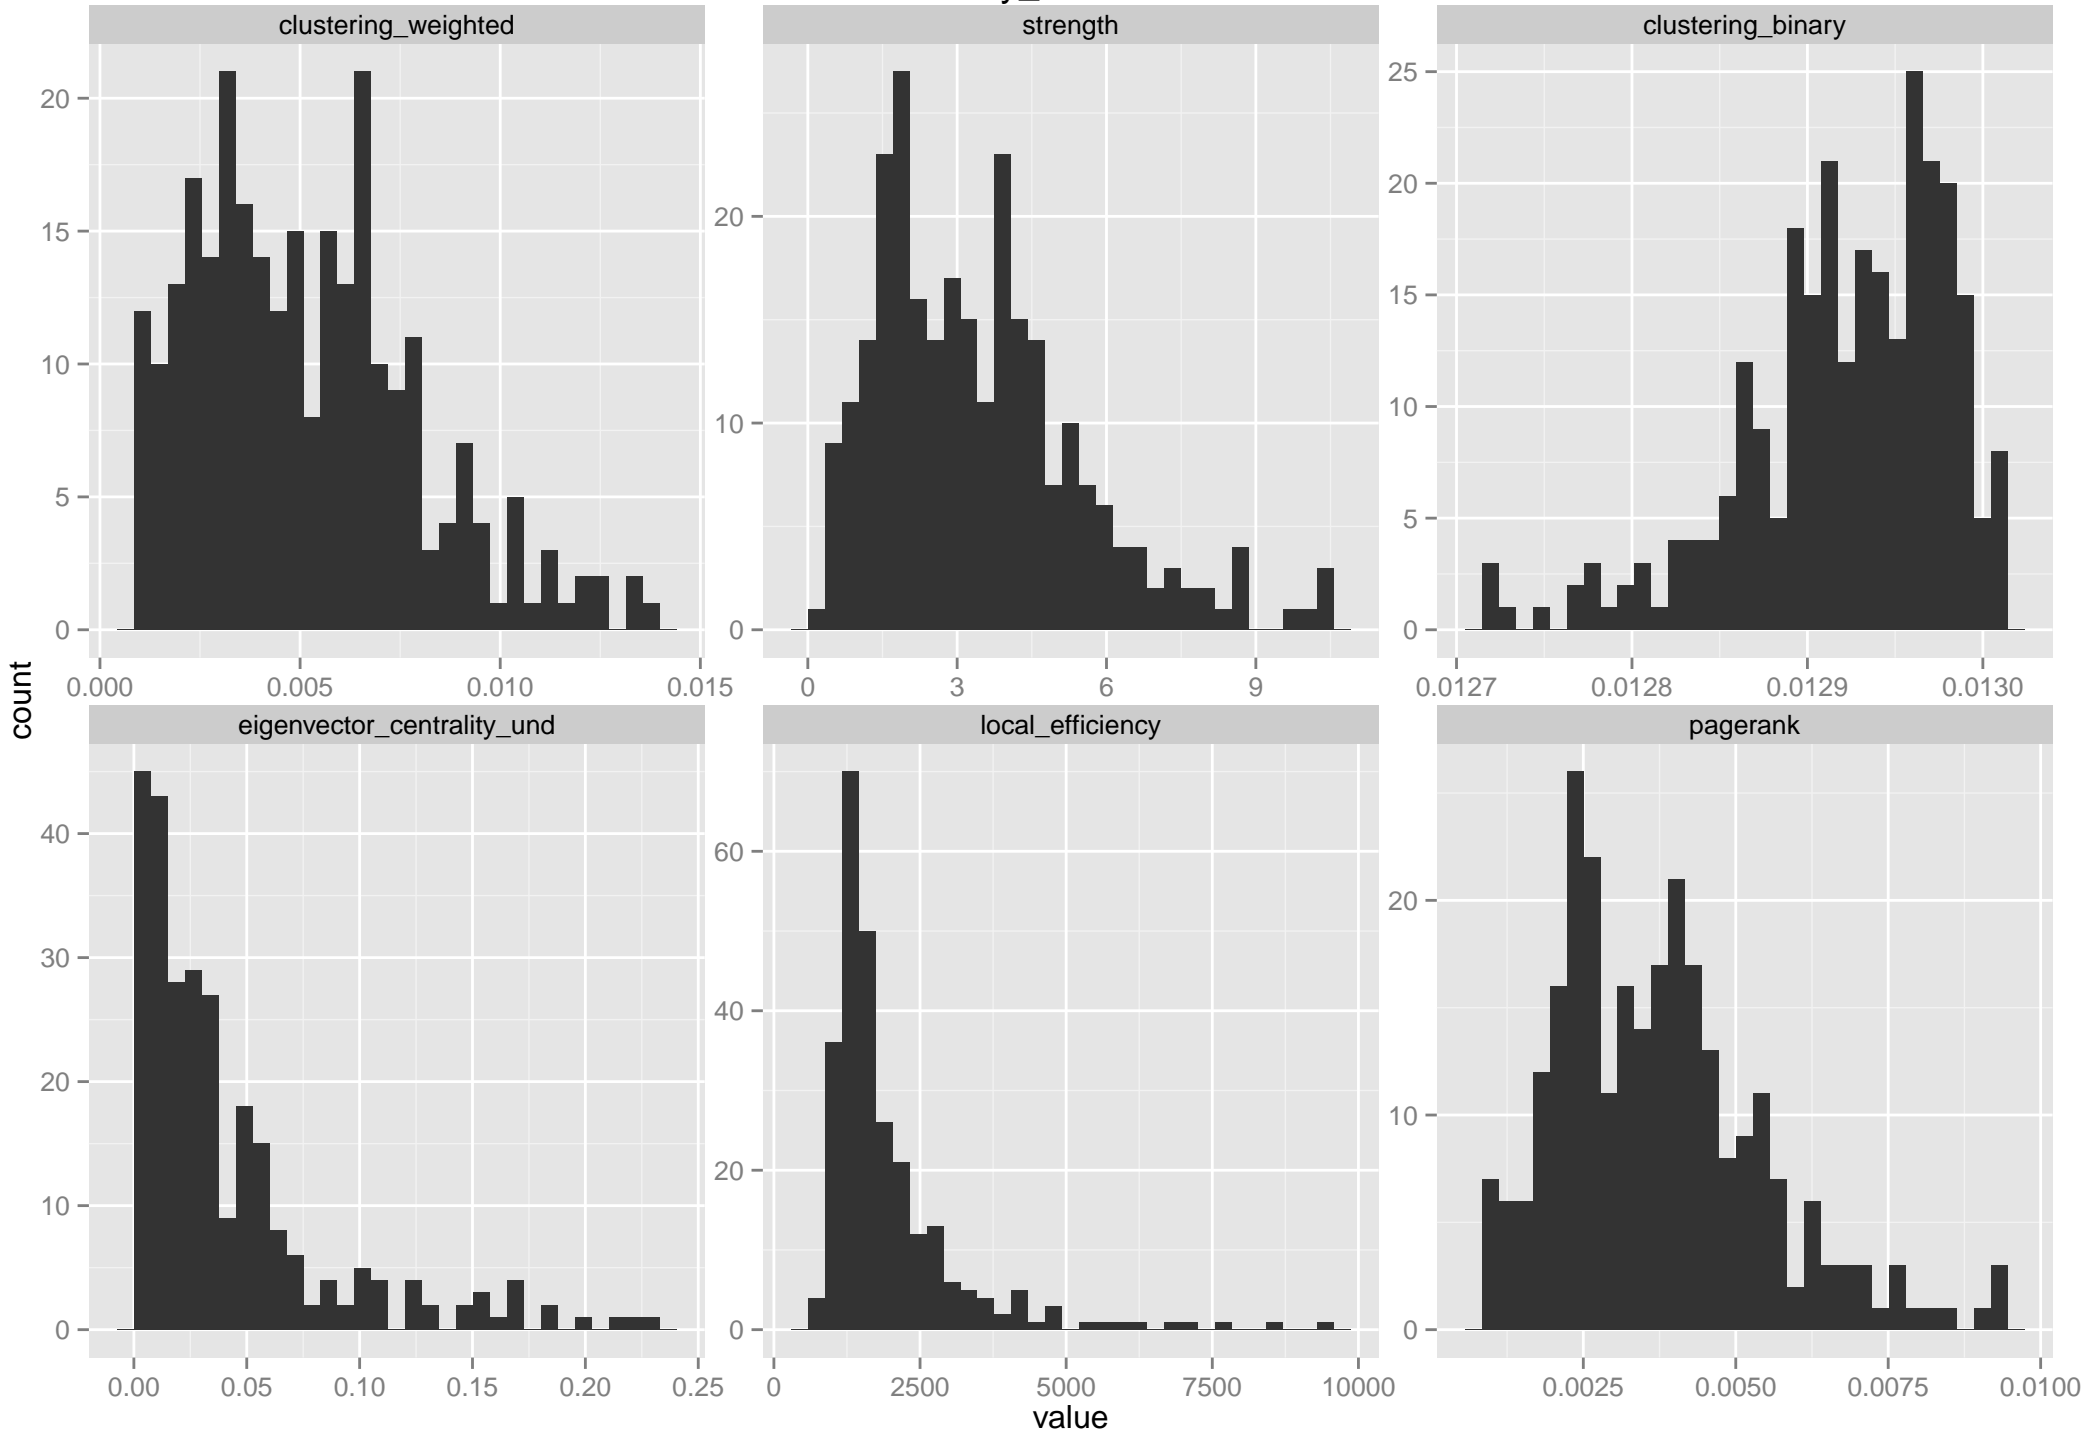 clustering_weighted
strength
clustering_binary
20
15
10
5
0
20
10
0
25
20
15
10
5
0
0.000 0.005 0.010 0.015
0 3 6 9
0.0127 0.0128 0.0129 0.0130
count
eigenvector_centrality_und
local_efficiency
pagerank
40
30
20
10
0
60
40
20
0
20
10
0
0.00 0.05 0.10 0.15 0.20 0.25
0 2500 5000 7500 10000
0.0025 0.0050 0.0075 0.0100
value